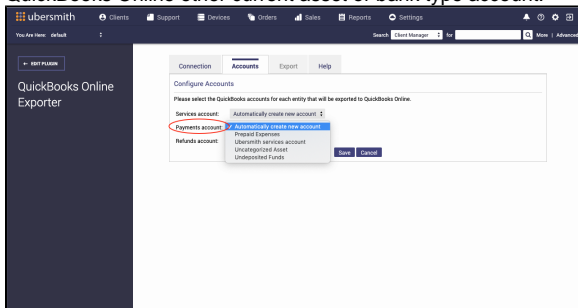 QuickBooks Online other current asset or bank type account.
ubersmith Clients Support Devices Orders Sales Reports Settings
You Are Here: default Search Client Manager for More | Advanced
← EDIT PLUGIN
QuickBooks Online
Exporter
Connection Accounts Export Help
Configure Accounts
Please select the QuickBooks accounts for each entity that will be exported to QuickBooks Online.
Services account: Automatically create new account
Payments account: ✓ Automatically create new account
Prepaid Expenses
Refunds account: Ubersmith services account
Uncategorized Asset
Undeposited Funds
Save Cancel